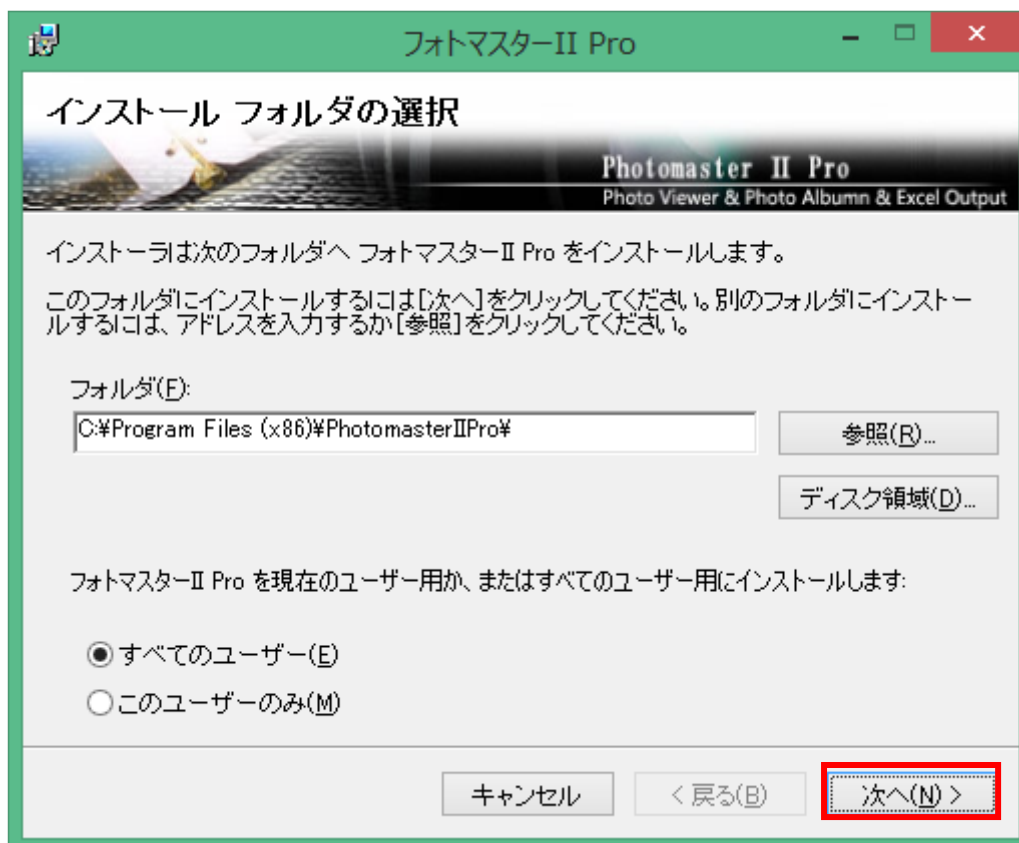 フォトマスターII Pro
インストール フォルダの選択
Photomaster II Pro
Photo Viewer & Photo Albumn & Excel Output
インストーラは次のフォルダへ フォトマスターII Pro をインストールします。
このフォルダにインストールするには[次へ]をクリックしてください。別のフォルダにインストー
ルするには、アドレスを入力するか[参照]をクリックしてください。
フォルダ(F):
C:¥Program Files (x86)¥PhotomasterⅡPro¥
参照(R)...
ディスク領域(D)...
フォトマスターII Pro を現在のユーザー用か、またはすべてのユーザー用にインストールします:
すべてのユーザー(E)
このユーザーのみ(M)
キャンセル
< 戻る(B)
次へ(N) >